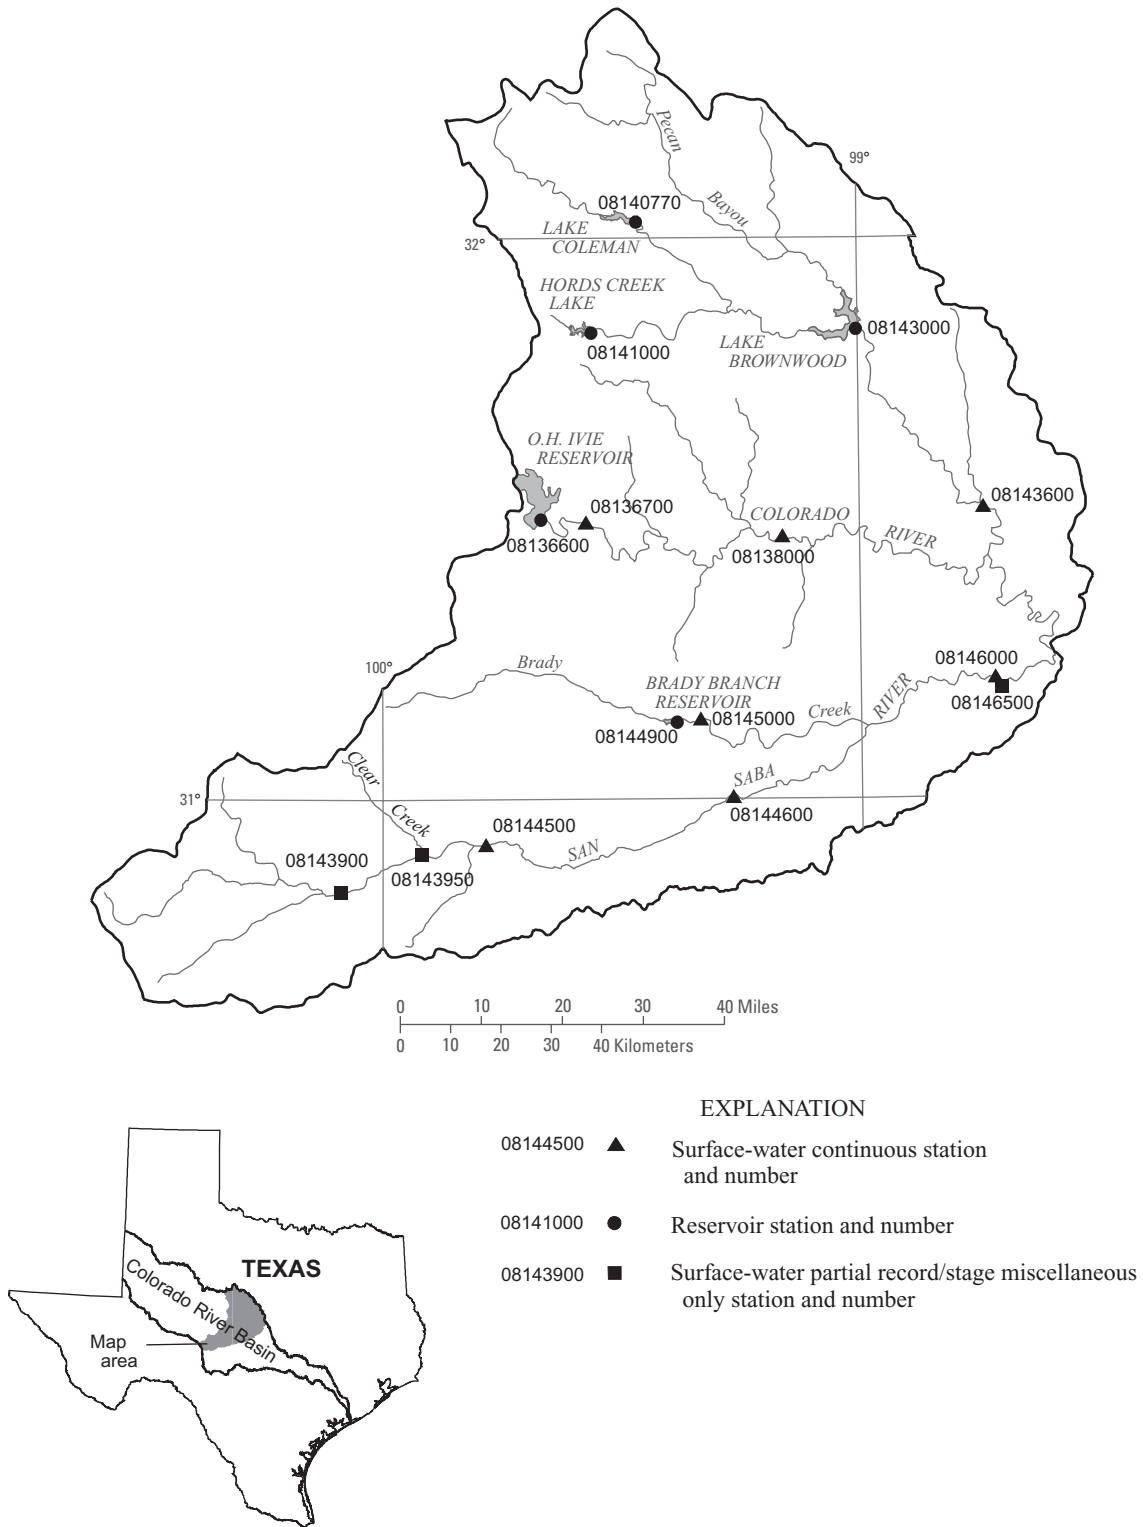 Pecan
99°
Bayou
08140770
LAKE
COLEMAN
32°
HORDS CREEK
LAKE
08143000
08141000
LAKE
BROWNWOOD
O.H. IVIE
RESERVOIR
08136700
08143600
COLORADO
RIVER
08136600
08138000
100°
Brady
08146000
BRADY BRANCH
RESERVOIR
RIVER
08146500
08145000
Creek
08144900
Clear
SABA
31°
Creek
08144600
08144500
SAN
08143900
08143950
0 10 20 30 40 Miles
0 10 20 30 40 Kilometers
EXPLANATION
08144500 Surface-water continuous station
and number
08141000 Reservoir station and number
08143900 Surface-water partial record/stage miscellaneous
only station and number
TEXAS
Colorado River Basin
Map
area